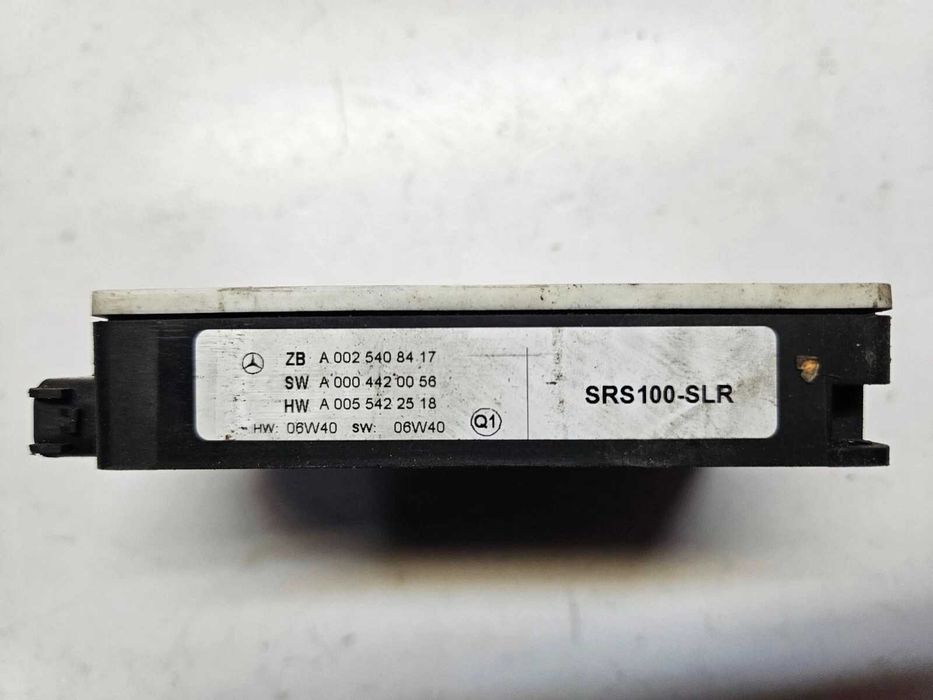 ZB A 002 540 84 17
SW A 000 442 00 56
HW A 005 542 25 18
HW: 06W40 SW: 06W40 Q1
SRS100-SLR